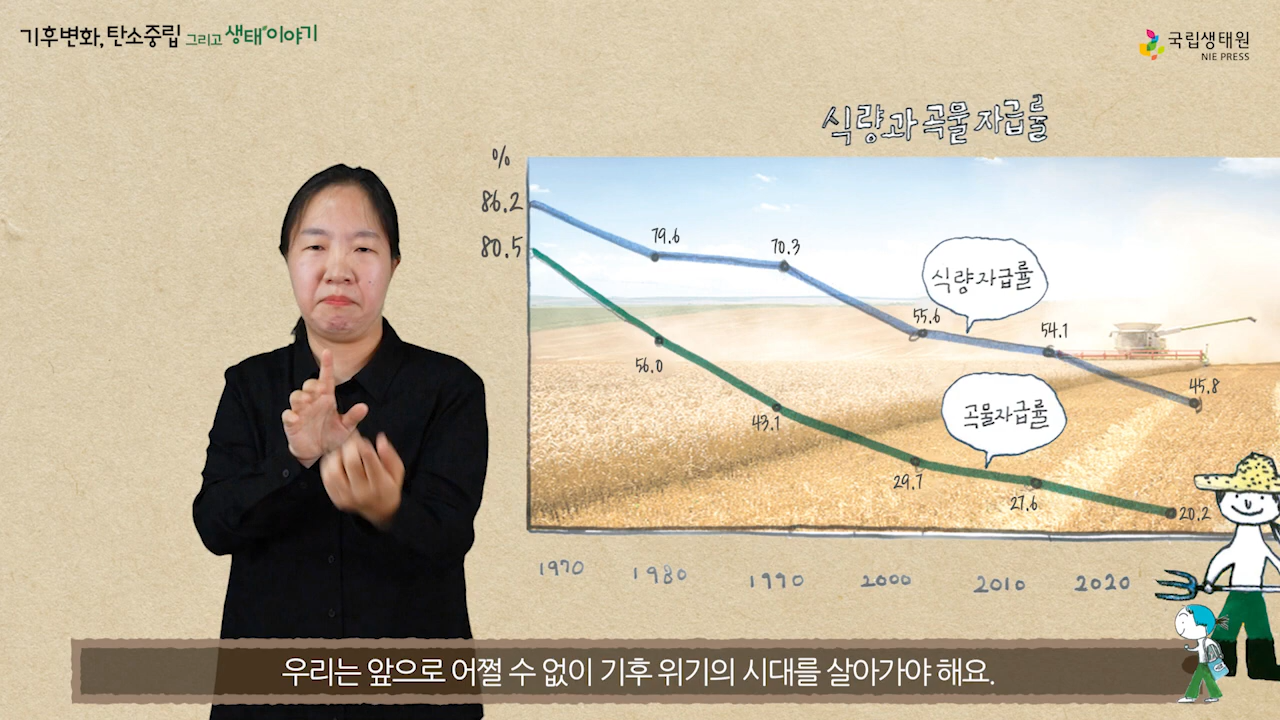 기후변화, 탄소중립 그리고 생태이야기
국립생태원
NIE PRESS
식량과 곡물 자급률
%
86.2
80.5
79.6
70.3
55.6
54.1
45.8
식량자급률
56.0
43.1
29.7
27.6
20.2
곡물자급률
1970 1980 1990 2000 2010 2020
우리는 앞으로 어쩔 수 없이 기후 위기의 시대를 살아가야 해요.